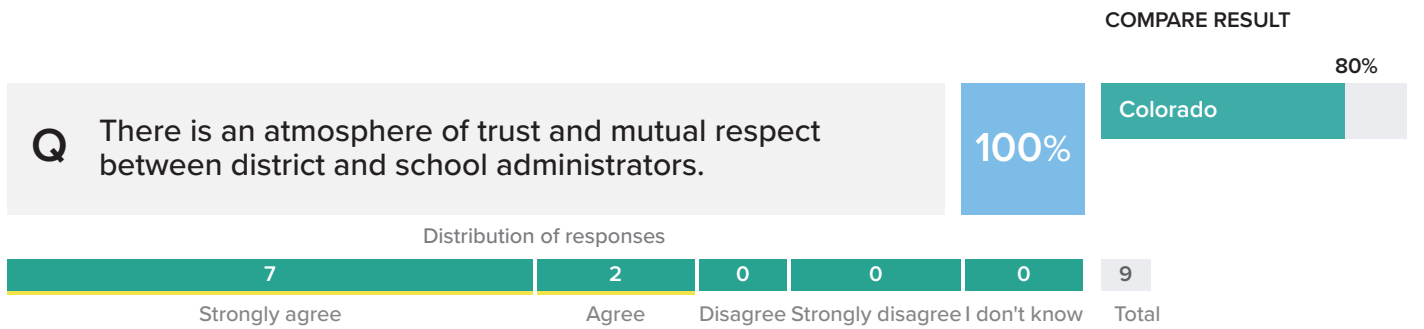 COMPARE RESULT
80%
Q There is an atmosphere of trust and mutual respect
between district and school administrators.
100%
Colorado
Distribution of responses
7 2 0 0 0 9
Strongly agree Agree Disagree Strongly disagree I don't know Total